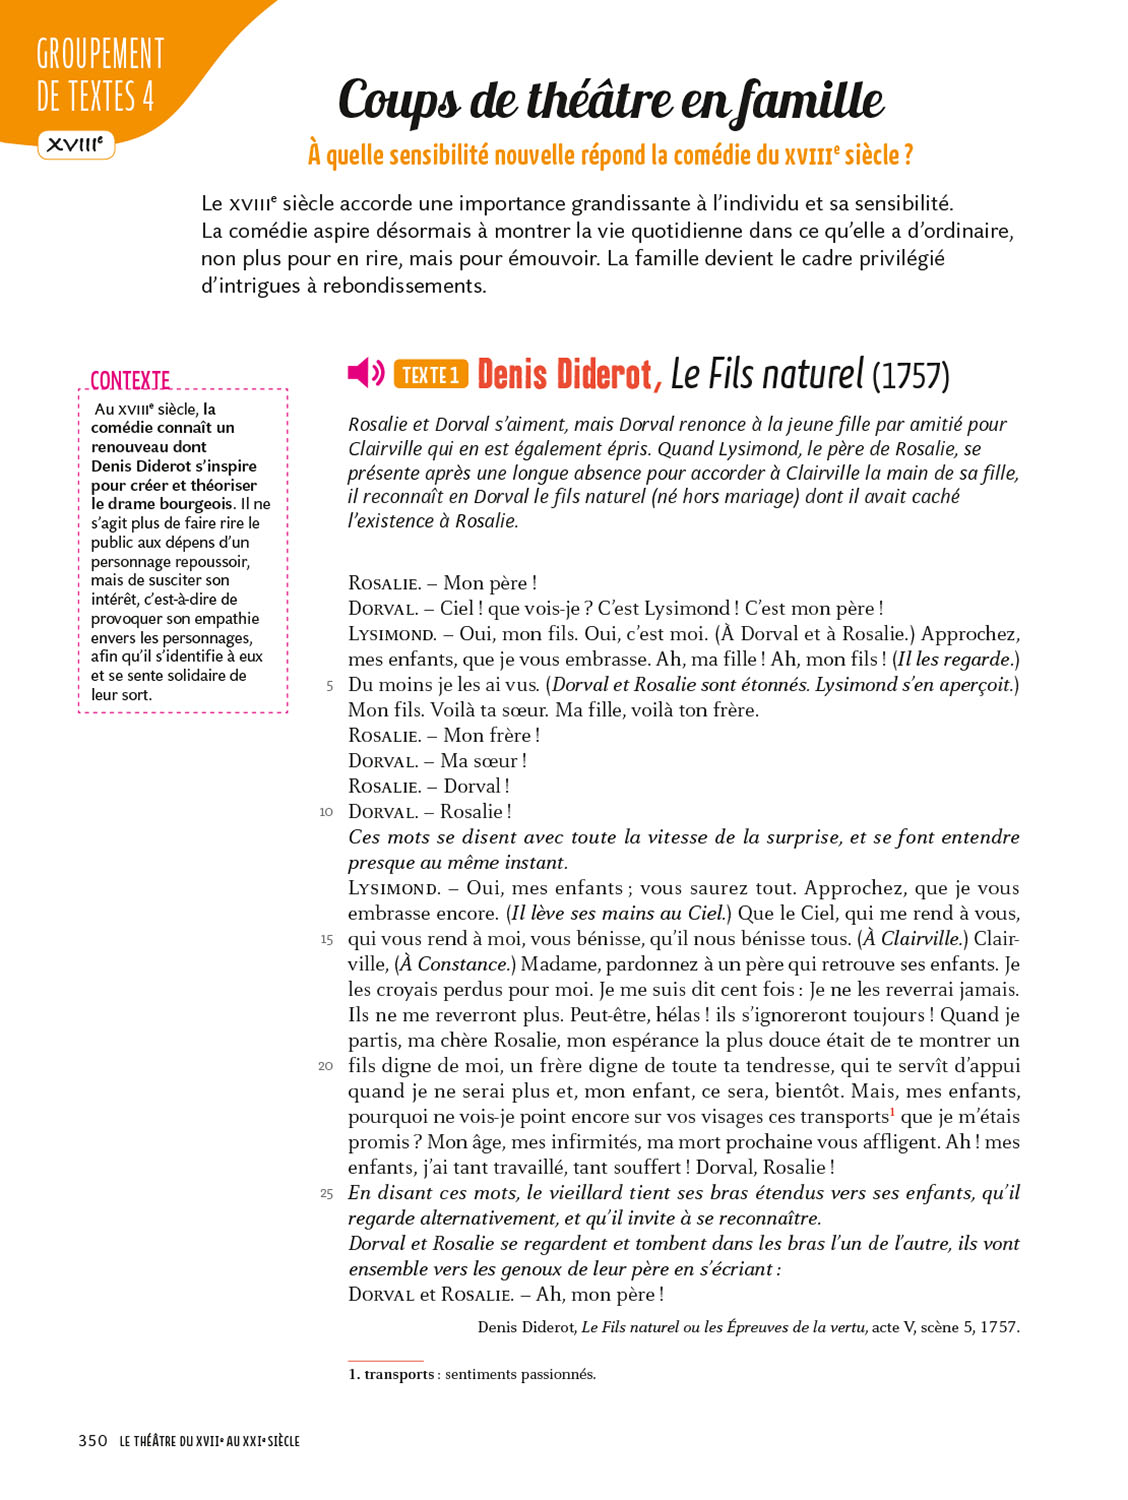 GROUPEMENT
DE TEXTES 4
XVIIIe
Coups de théâtre en famille
À quelle sensibilité nouvelle répond la comédie du XVIIIe siècle ?
Le XVIIIe siècle accorde une importance grandissante à l’individu et sa sensibilité.
La comédie aspire désormais à montrer la vie quotidienne dans ce qu’elle a d’ordinaire,
non plus pour en rire, mais pour émouvoir. La famille devient le cadre privilégié
d’intrigues à rebondissements.
CONTEXTE
Au XVIIIe siècle, la
comédie connaît un
renouveau dont
Denis Diderot s’inspire
pour créer et théoriser
le drame bourgeois. Il ne
s’agit plus de faire rire le
public aux dépens d’un
personnage repoussoir,
mais de susciter son
intérêt, c’est-à-dire de
provoquer son empathie
envers les personnages,
afin qu’il s’identifie à eux
et se sente solidaire de
leur sort.
TEXTE 1 Denis Diderot, Le Fils naturel (1757)
Rosalie et Dorval s’aiment, mais Dorval renonce à la jeune fille par amitié pour
Clairville qui en est également épris. Quand Lysimond, le père de Rosalie, se
présente après une longue absence pour accorder à Clairville la main de sa fille,
il reconnaît en Dorval le fils naturel (né hors mariage) dont il avait caché
l’existence à Rosalie.
ROSALIE. – Mon père !
DORVAL. – Ciel ! que vois-je ? C’est Lysimond ! C’est mon père !
LYSIMOND. – Oui, mon fils. Oui, c’est moi. (À Dorval et à Rosalie.) Approchez,
mes enfants, que je vous embrasse. Ah, ma fille ! Ah, mon fils ! (Il les regarde.)
5 Du moins je les ai vus. (Dorval et Rosalie sont étonnés. Lysimond s’en aperçoit.)
Mon fils. Voilà ta sœur. Ma fille, voilà ton frère.
ROSALIE. – Mon frère !
DORVAL. – Ma sœur !
ROSALIE. – Dorval !
10 DORVAL. – Rosalie !
Ces mots se disent avec toute la vitesse de la surprise, et se font entendre
presque au même instant.
LYSIMOND. – Oui, mes enfants ; vous saurez tout. Approchez, que je vous
embrasse encore. (Il lève ses mains au Ciel.) Que le Ciel, qui me rend à vous,
15 qui vous rend à moi, vous bénisse, qu’il nous bénisse tous. (À Clairville.) Clair-
ville, (À Constance.) Madame, pardonnez à un père qui retrouve ses enfants. Je
les croyais perdus pour moi. Je me suis dit cent fois : Je ne les reverrai jamais.
Ils ne me reverront plus. Peut-être, hélas ! ils s’ignoreront toujours ! Quand je
partis, ma chère Rosalie, mon espérance la plus douce était de te montrer un
20 fils digne de moi, un frère digne de toute ta tendresse, qui te servît d’appui
quand je ne serai plus et, mon enfant, ce sera, bientôt. Mais, mes enfants,
pourquoi ne vois-je point encore sur vos visages ces transports1 que je m’étais
promis ? Mon âge, mes infirmités, ma mort prochaine vous affligent. Ah ! mes
enfants, j’ai tant travaillé, tant souffert ! Dorval, Rosalie !
25 En disant ces mots, le vieillard tient ses bras étendus vers ses enfants, qu’il
regarde alternativement, et qu’il invite à se reconnaître.
Dorval et Rosalie se regardent et tombent dans les bras l’un de l’autre, ils vont
ensemble vers les genoux de leur père en s’écriant :
DORVAL et ROSALIE. – Ah, mon père !
Denis Diderot, Le Fils naturel ou les Épreuves de la vertu, acte V, scène 5, 1757.
1. transports : sentiments passionnés.
350 LE THÉÂTRE DU XVIIe AU XXIe SIÈCLE